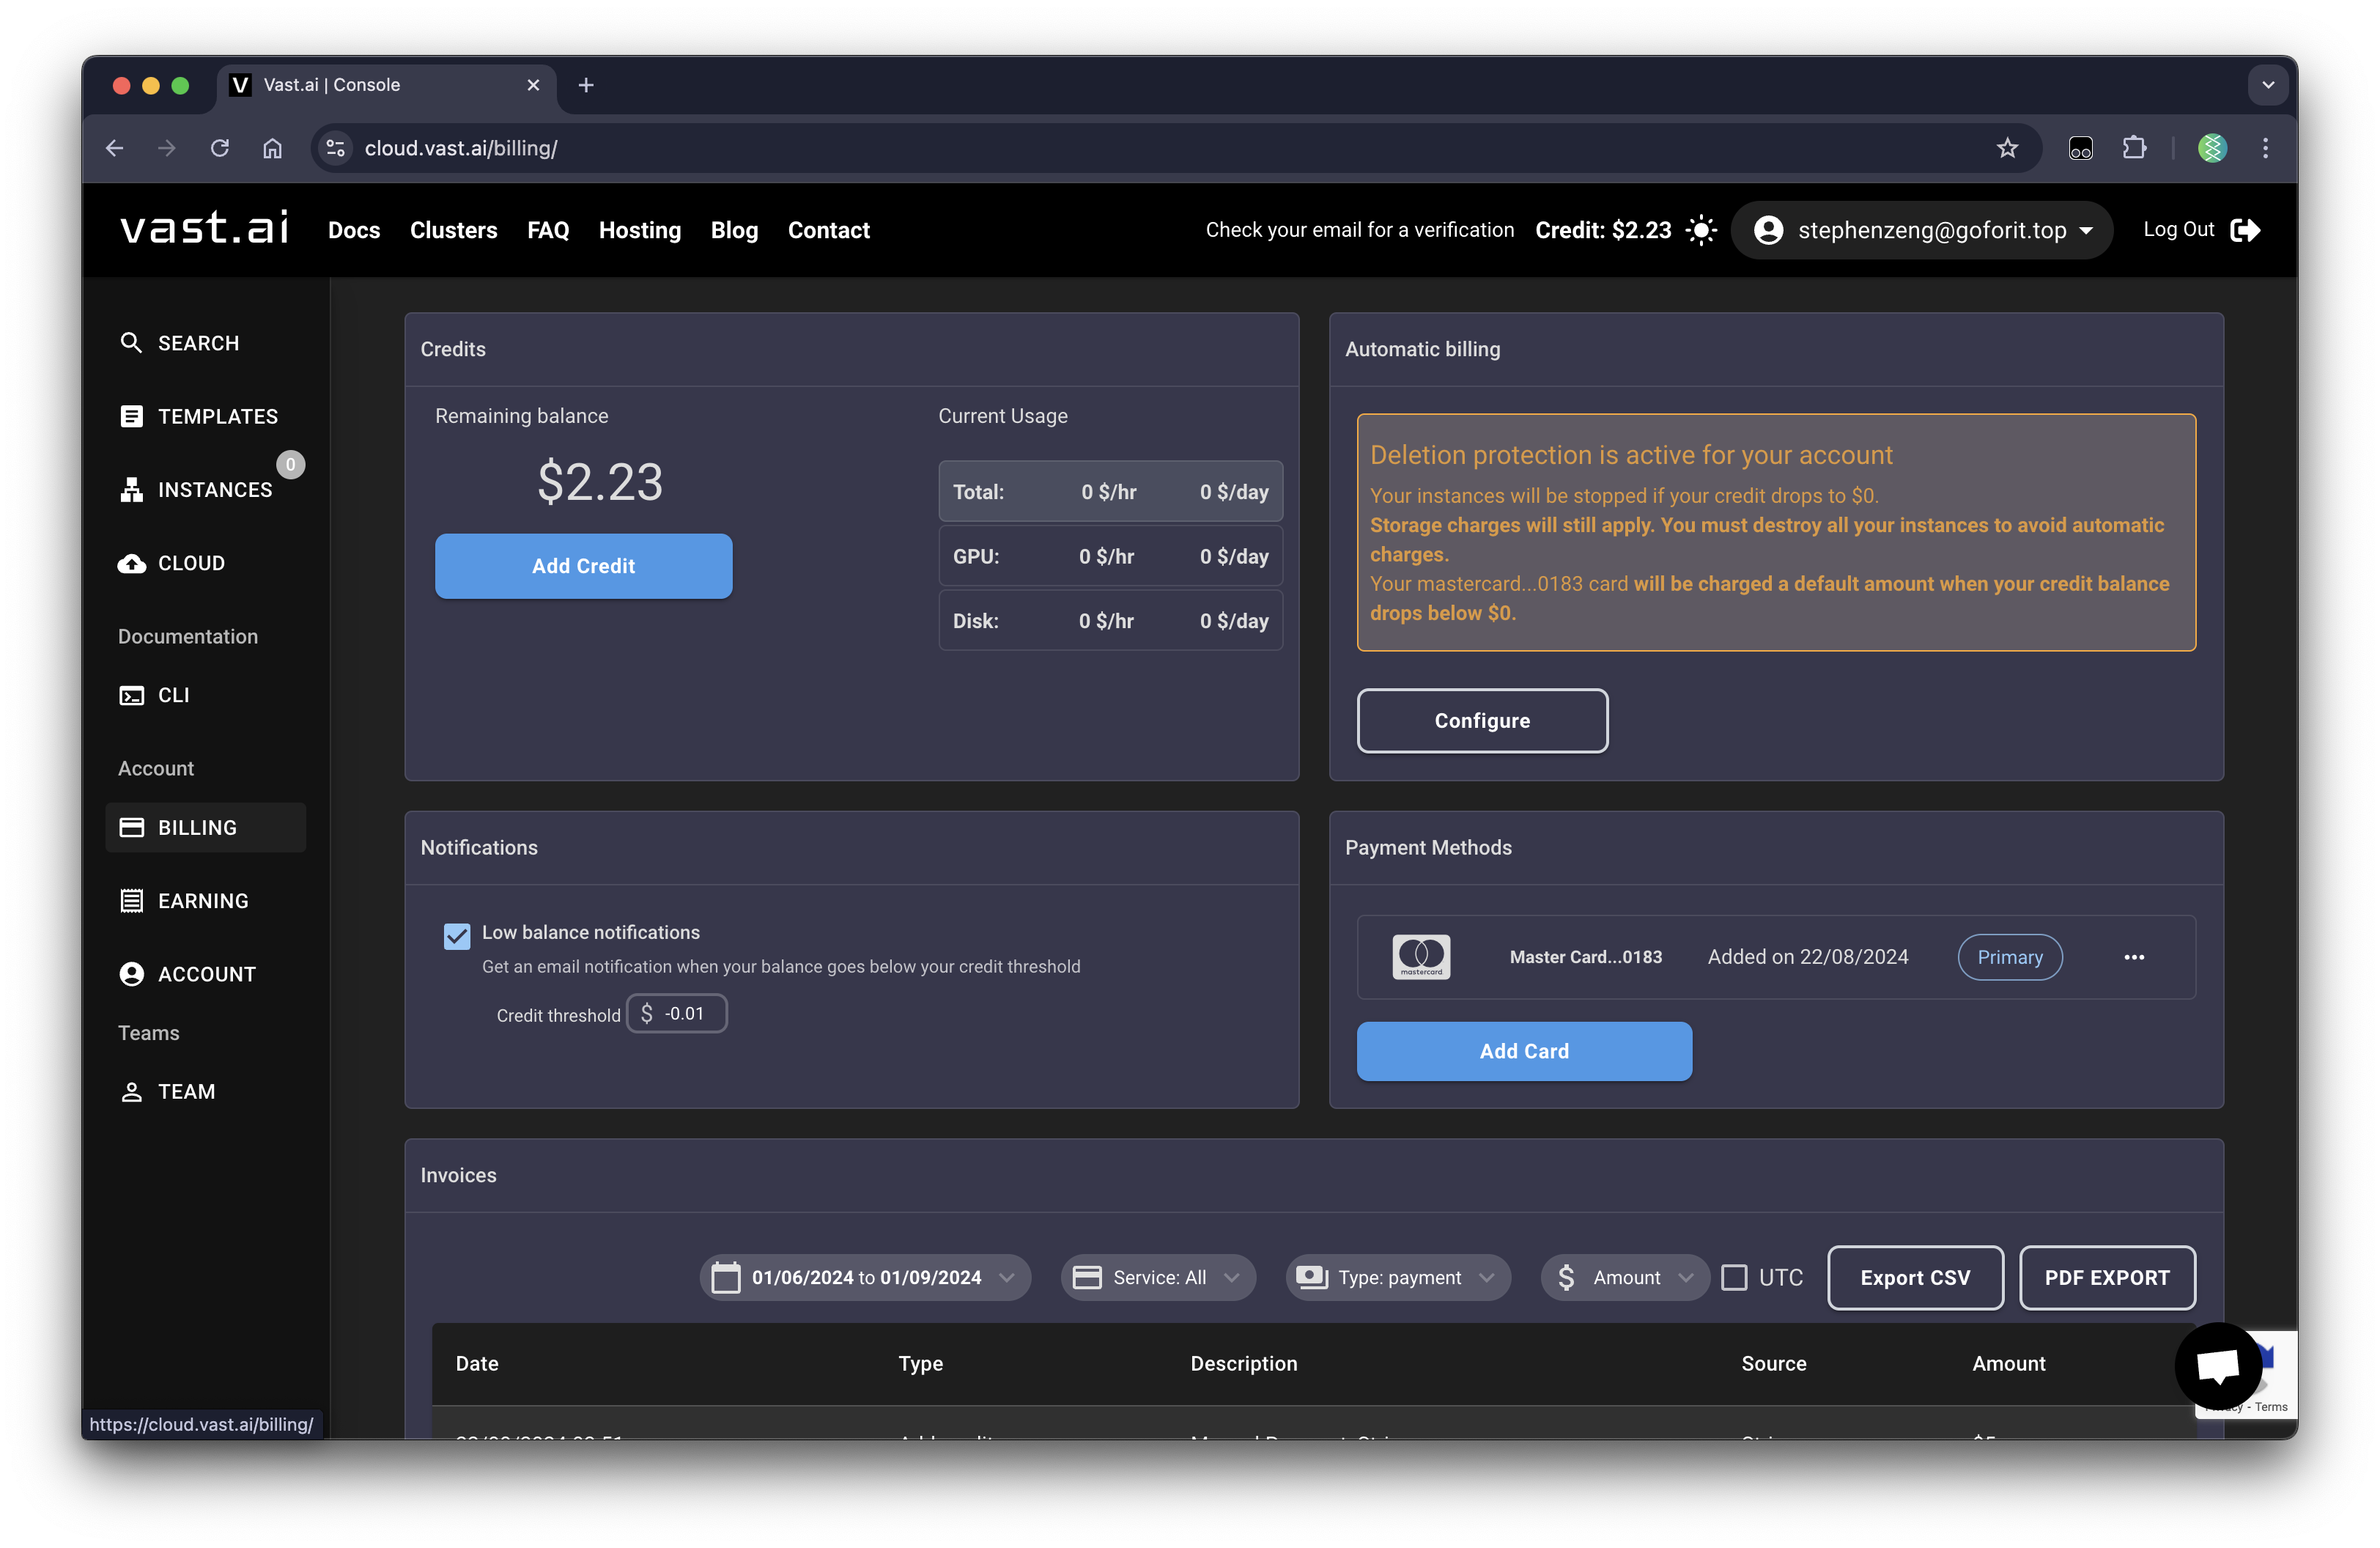 Vast.ai | Console
cloud.vast.ai/billing/
vast.ai
Docs
Clusters
FAQ
Hosting
Blog
Contact
Check your email for a verification
Credit: $2.23
stephenzeng@goforit.top
Log Out
SEARCH
TEMPLATES
0
INSTANCES
CLOUD
Documentation
CLI
Account
BILLING
EARNING
ACCOUNT
Teams
TEAM
Credits
Remaining balance
$2.23
Add Credit
Current Usage
Total: 0 $/hr 0 $/day
GPU: 0 $/hr 0 $/day
Disk: 0 $/hr 0 $/day
Automatic billing
Deletion protection is active for your account
Your instances will be stopped if your credit drops to $0.
Storage charges will still apply. You must destroy all your instances to avoid automatic
charges.
Your mastercard...0183 card will be charged a default amount when your credit balance
drops below $0.
Configure
Notifications
Low balance notifications
Get an email notification when your balance goes below your credit threshold
Credit threshold $ -0.01
Payment Methods
mastercard
Master Card...0183
Added on 22/08/2024
Primary
Add Card
Invoices
01/06/2024 to 01/09/2024
Service: All
Type: payment
$ Amount
UTC
Export CSV
PDF EXPORT
Date Type Description Source Amount
- Terms
https://cloud.vast.ai/billing/